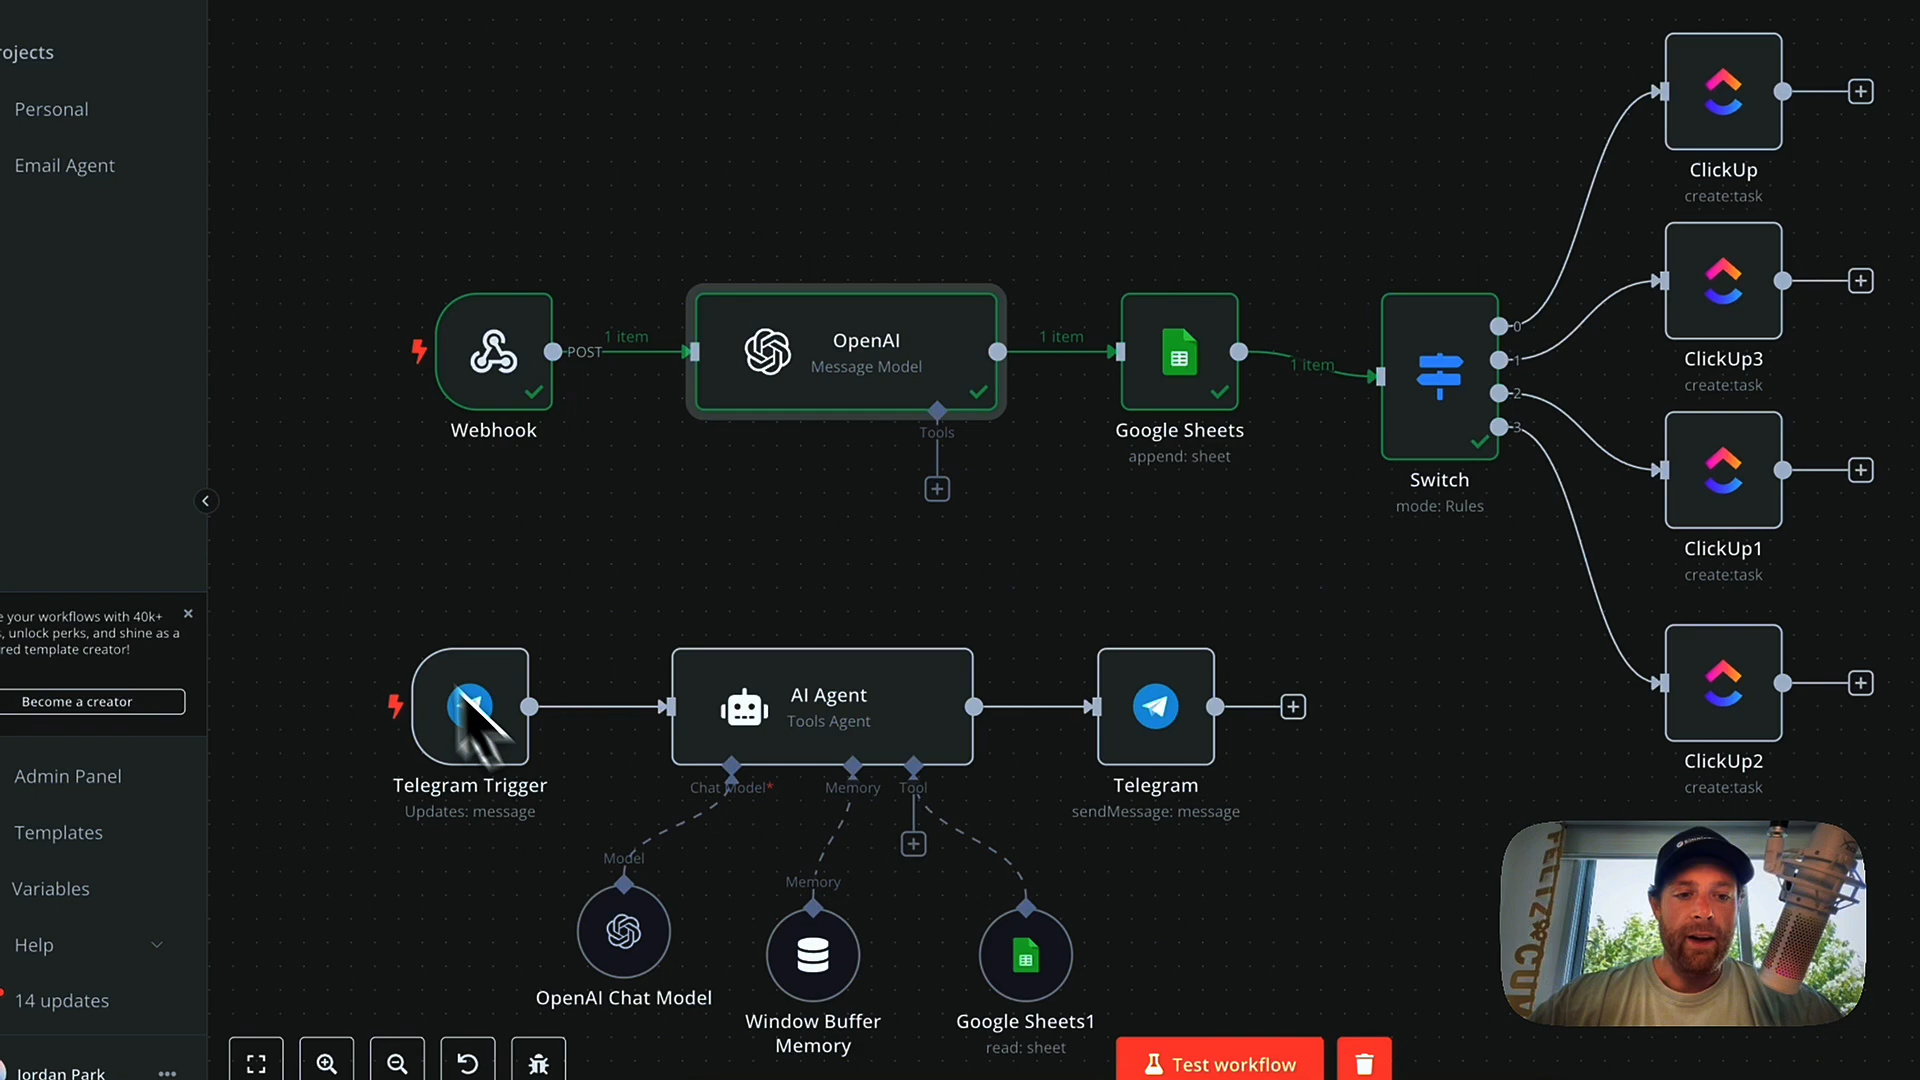 rojects
Personal
Email Agent
e your workflows with 40k+
s, unlock perks, and shine as a
red template creator!
Become a creator
Admin Panel
Templates
Variables
Help
14 updates
Jordan Park
POST
1 item
Webhook
OpenAI
Message Model
Tools
1 item
Google Sheets
append: sheet
1 item
0
1
2
3
Switch
mode: Rules
ClickUp
create:task
ClickUp3
create:task
ClickUp1
create:task
ClickUp2
create:task
Telegram Trigger
Updates: message
AI Agent
Tools Agent
Chat Model*
Memory
Tool
Telegram
sendMessage: message
Model
OpenAI Chat Model
Memory
Window Buffer
Memory
Google Sheets1
read: sheet
Test workflow